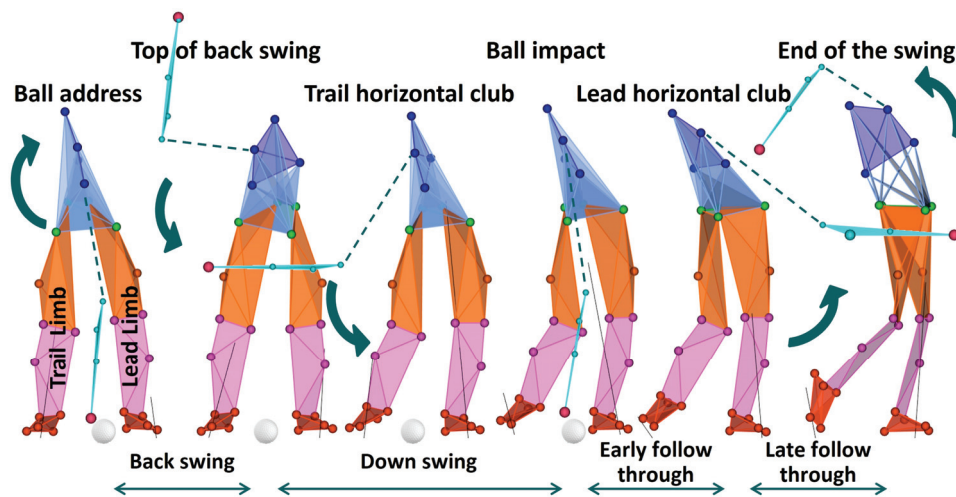 Top of back swing
Ball impact
End of the swing
Ball address
Trail horizontal club
Lead horizontal club
Trail Limb
Lead Limb
Back swing
Down swing
Early follow
through
Late follow
through